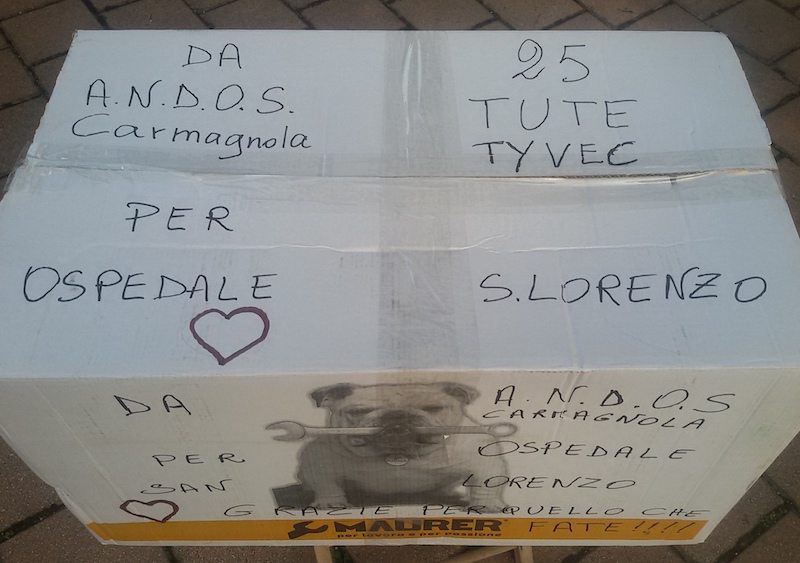 DA
A.N.D.O.S.
Carmagnola
25
TUTE
TYVEC
PER
OSPEDALE S.LORENZO
DA A.N.D.O.S
CARMAGNOLA
PER OSPEDALE
SAN LORENZO
GRAZIE PER QUELLO CHE
FATE!!!!
MAURER
per lavoro e per passione